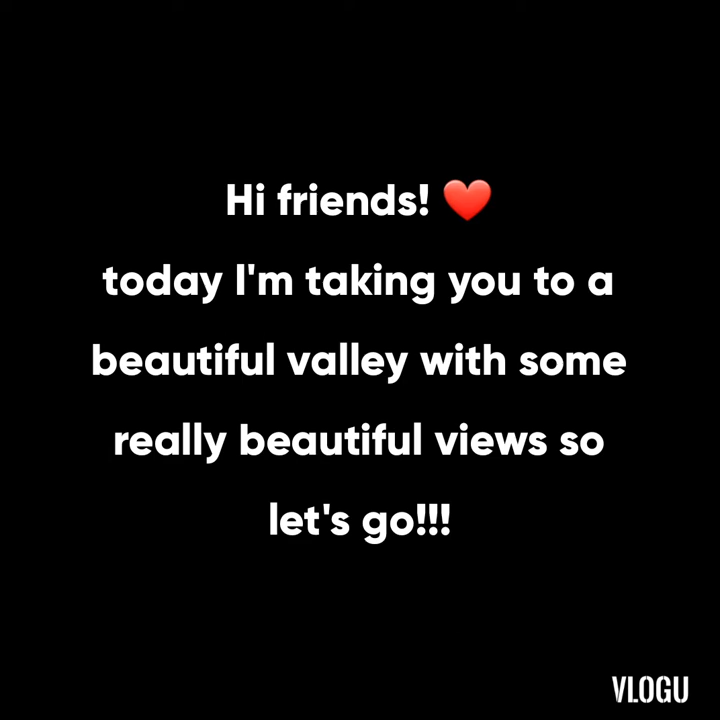 Hi friends! ❤️
today I'm taking you to a
beautiful valley with some
really beautiful views so
let's go!!!
VLOGU